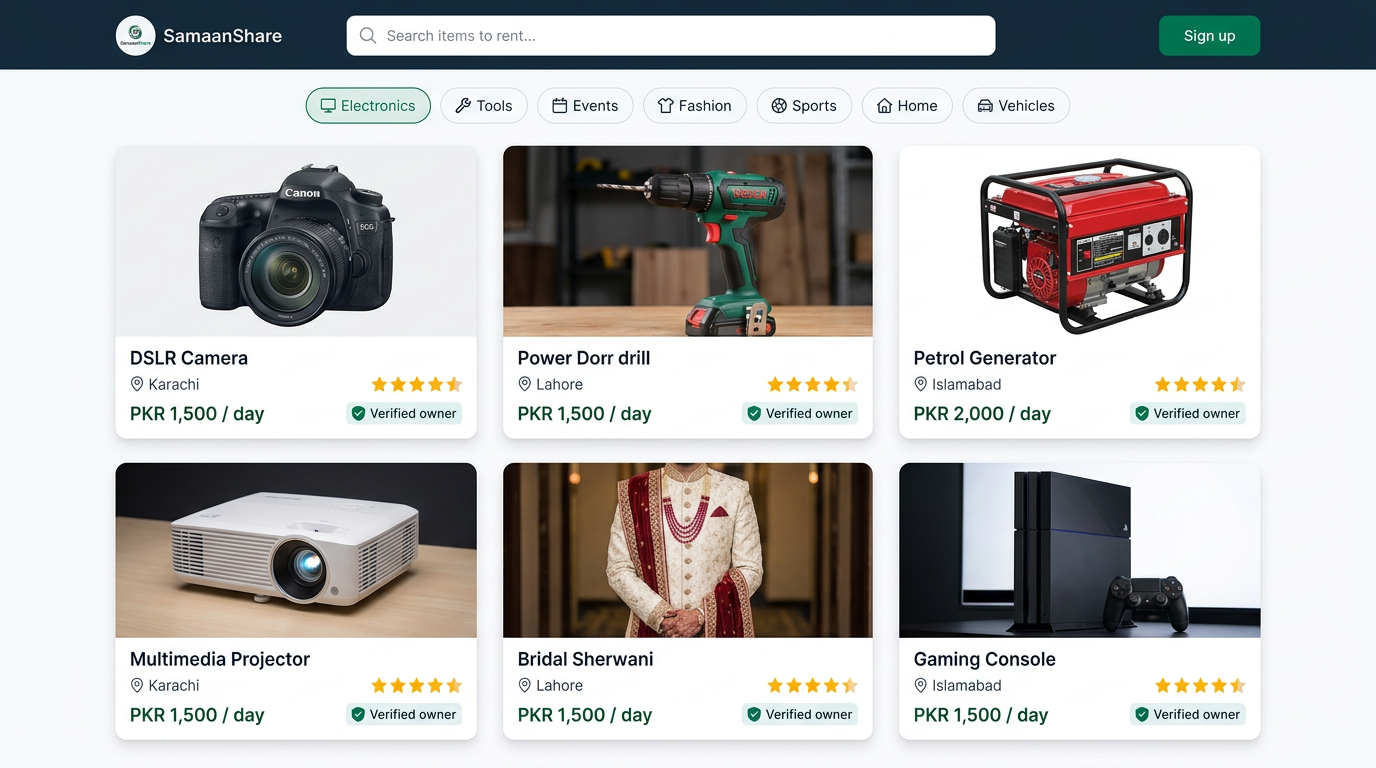 SamaanShare
Search items to rent...
Sign up
Electronics
Tools
Events
Fashion
Sports
Home
Vehicles
Canon
DSLR Camera
Karachi
PKR 1,500 / day
Verified owner
Power Dorr drill
Lahore
PKR 1,500 / day
Verified owner
Petrol Generator
Islamabad
PKR 2,000 / day
Verified owner
Multimedia Projector
Karachi
PKR 1,500 / day
Verified owner
Bridal Sherwani
Lahore
PKR 1,500 / day
Verified owner
Gaming Console
Islamabad
PKR 1,500 / day
Verified owner